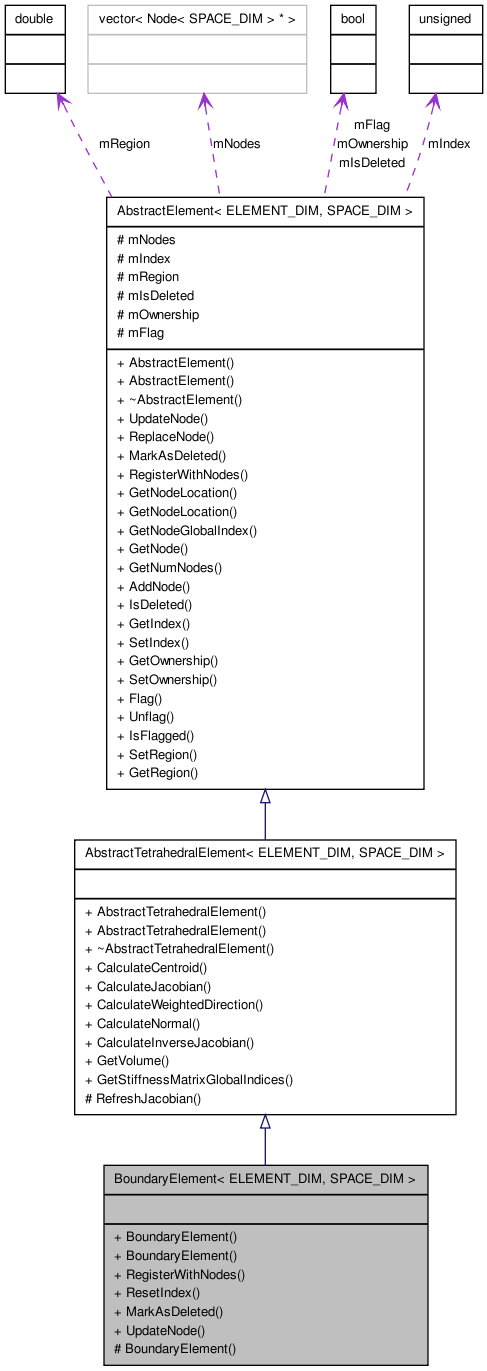 double
vector< Node< SPACE_DIM > * >
bool
unsigned
mRegion
mNodes
mFlag
mOwnership
mIsDeleted
mIndex
AbstractElement< ELEMENT_DIM, SPACE_DIM >
# mNodes
# mIndex
# mRegion
# mIsDeleted
# mOwnership
# mFlag
+ AbstractElement()
+ AbstractElement()
+ ~AbstractElement()
+ UpdateNode()
+ ReplaceNode()
+ MarkAsDeleted()
+ RegisterWithNodes()
+ GetNodeLocation()
+ GetNodeLocation()
+ GetNodeGlobalIndex()
+ GetNode()
+ GetNumNodes()
+ AddNode()
+ IsDeleted()
+ GetIndex()
+ SetIndex()
+ GetOwnership()
+ SetOwnership()
+ Flag()
+ Unflag()
+ IsFlagged()
+ SetRegion()
+ GetRegion()
AbstractTetrahedralElement< ELEMENT_DIM, SPACE_DIM >
+ AbstractTetrahedralElement()
+ AbstractTetrahedralElement()
+ ~AbstractTetrahedralElement()
+ CalculateCentroid()
+ CalculateJacobian()
+ CalculateWeightedDirection()
+ CalculateNormal()
+ CalculateInverseJacobian()
+ GetVolume()
+ GetStiffnessMatrixGlobalIndices()
# RefreshJacobian()
BoundaryElement< ELEMENT_DIM, SPACE_DIM >
+ BoundaryElement()
+ BoundaryElement()
+ RegisterWithNodes()
+ ResetIndex()
+ MarkAsDeleted()
+ UpdateNode()
# BoundaryElement()